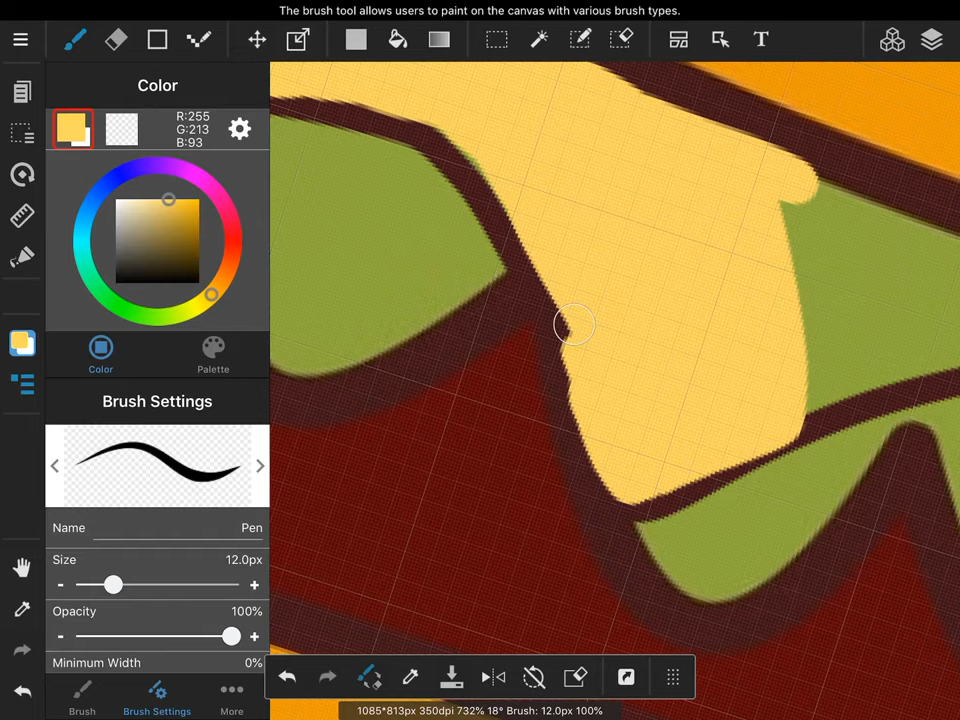 The brush tool allows users to paint on the canvas with various brush types.
T
Color
R:255
G:213
B:93
Color
Palette
Brush Settings
Name
Pen
Size
12.0px
-
+
Opacity
100%
-
+
Minimum Width
0%
Brush
Brush Settings
More
1085*813px 350dpi 732% 18° Brush: 12.0px 100%